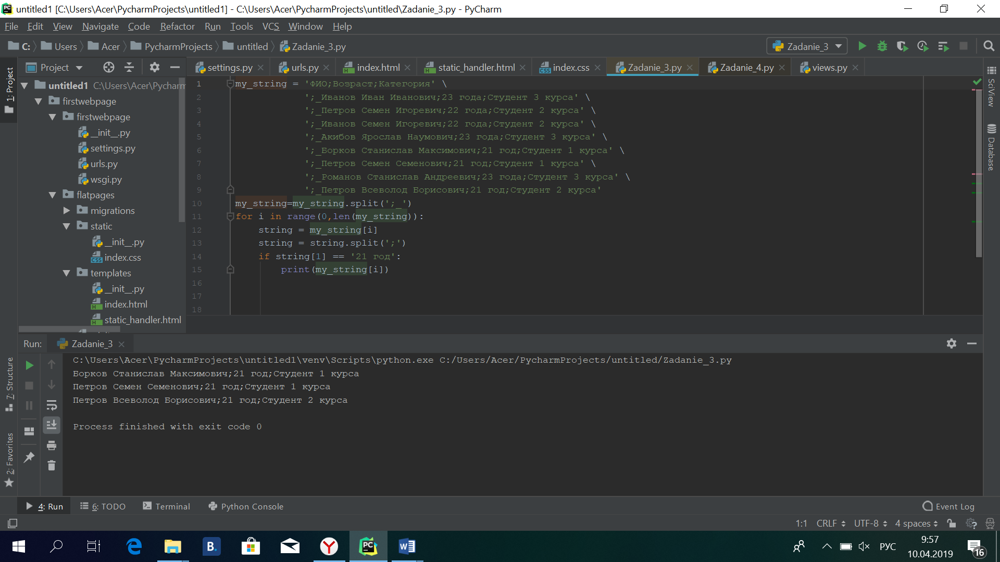 untitled1 [C:\Users\Acer\PycharmProjects\untitled1] - C:\Users\Acer\PycharmProjects\untitled\Zadanie_3.py - PyCharm
File Edit View Navigate Code Refactor Run Tools VCS Window Help
C: Users Acer PycharmProjects untitled Zadanie_3.py Zadanie_3
Project settings.py urls.py index.html static_handler.html index.css Zadanie_3.py Zadanie_4.py views.py
1: Project
untitled1 C:\Users\Acer\Pycharm
firstwebpage
firstwebpage
__init__.py
settings.py
urls.py
wsgi.py
flatpages
migrations
static
__init__.py
index.css
templates
__init__.py
index.html
static_handler.html
1 my_string = 'ФИО;Возраст;Категория' \
2 ';_Иванов Иван Иванович;23 года;Студент 3 курса' \
3 ';_Петров Семен Игоревич;22 года;Студент 2 курса' \
4 ';_Иванов Семен Игоревич;22 года;Студент 2 курса' \
5 ';_Акибов Ярослав Наумович;23 года;Студент 3 курса' \
6 ';_Борков Станислав Максимович;21 год;Студент 1 курса' \
7 ';_Петров Семен Семенович;21 год;Студент 1 курса' \
8 ';_Романов Станислав Андреевич;23 года;Студент 3 курса' \
9 ';_Петров Всеволод Борисович;21 год;Студент 2 курса'
10 my_string=my_string.split(';_')
11 for i in range(0,len(my_string)):
12 string = my_string[i]
13 string = string.split(';')
14 if string[1] == '21 год':
15 print(my_string[i])
16
17
18
SciView
Database
Run: Zadanie_3
C:\Users\Acer\PycharmProjects\untitled1\venv\Scripts\python.exe C:/Users/Acer/PycharmProjects/untitled/Zadanie_3.py
Борков Станислав Максимович;21 год;Студент 1 курса
Петров Семен Семенович;21 год;Студент 1 курса
Петров Всеволод Борисович;21 год;Студент 2 курса
Process finished with exit code 0
7: Structure
2: Favorites
4: Run 6: TODO Terminal Python Console Event Log
1:1 CRLF UTF-8 4 spaces
B. PC РУС 9:57
10.04.2019 16